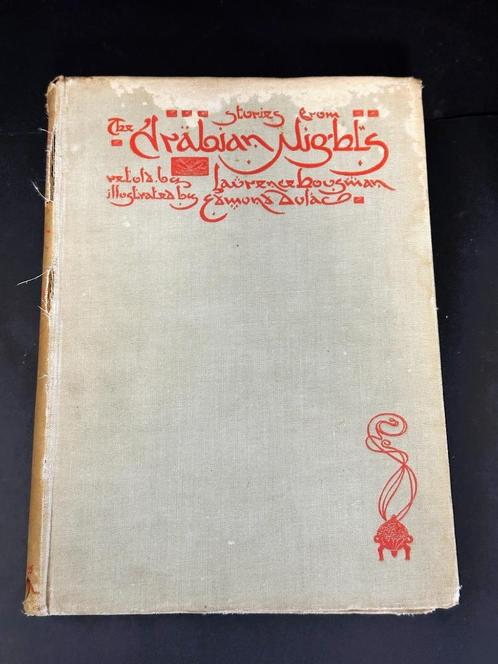 stories from
The Arabian Nights
retold by Laurence Housman
illustrated by Edmund Dulac